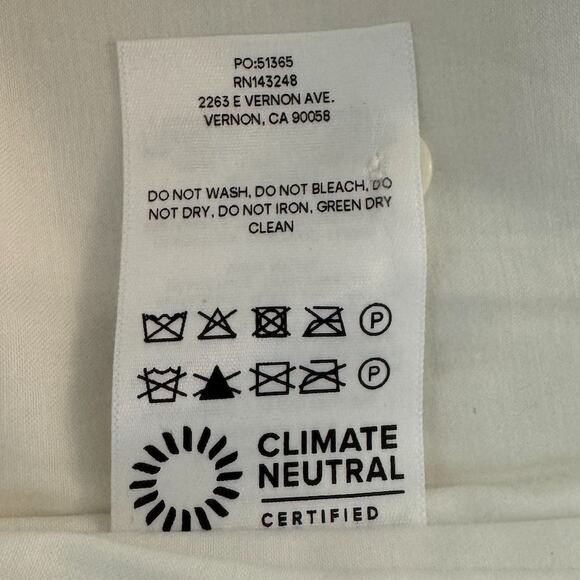 PO:51365
RN143248
2263 E VERNON AVE.
VERNON, CA 90058
DO NOT WASH, DO NOT BLEACH, DO
NOT DRY, DO NOT IRON, GREEN DRY
CLEAN
P
P
CLIMATE
NEUTRAL
CERTIFIED